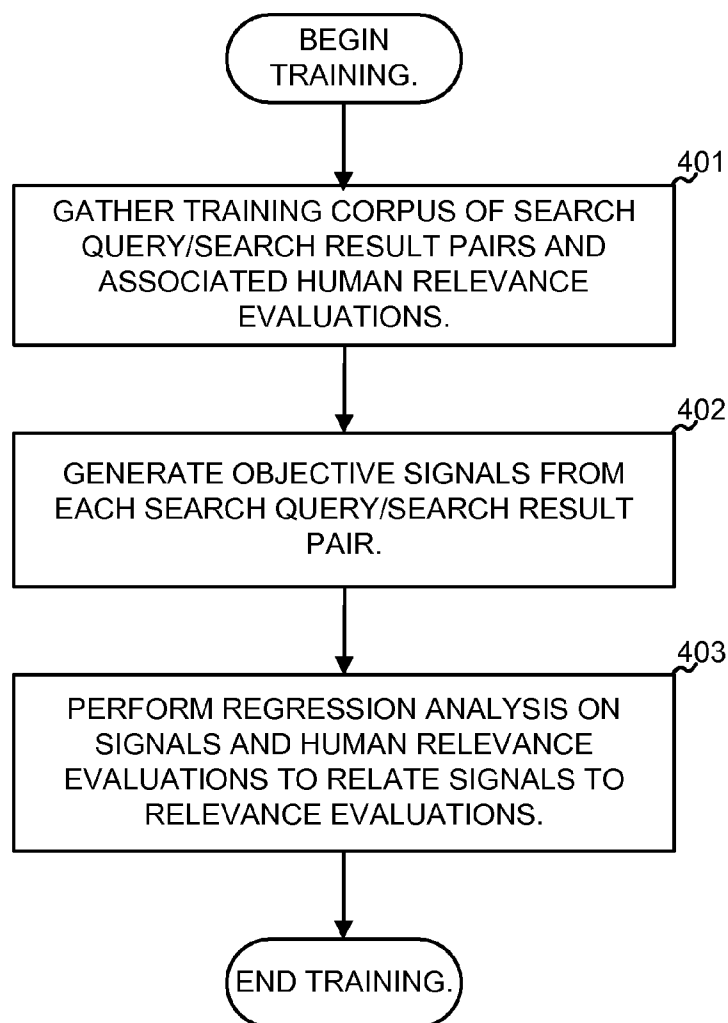 BEGIN
TRAINING.
401
GATHER TRAINING CORPUS OF SEARCH
QUERY/SEARCH RESULT PAIRS AND
ASSOCIATED HUMAN RELEVANCE
EVALUATIONS.
402
GENERATE OBJECTIVE SIGNALS FROM
EACH SEARCH QUERY/SEARCH RESULT
PAIR.
403
PERFORM REGRESSION ANALYSIS ON
SIGNALS AND HUMAN RELEVANCE
EVALUATIONS TO RELATE SIGNALS TO
RELEVANCE EVALUATIONS.
END TRAINING.